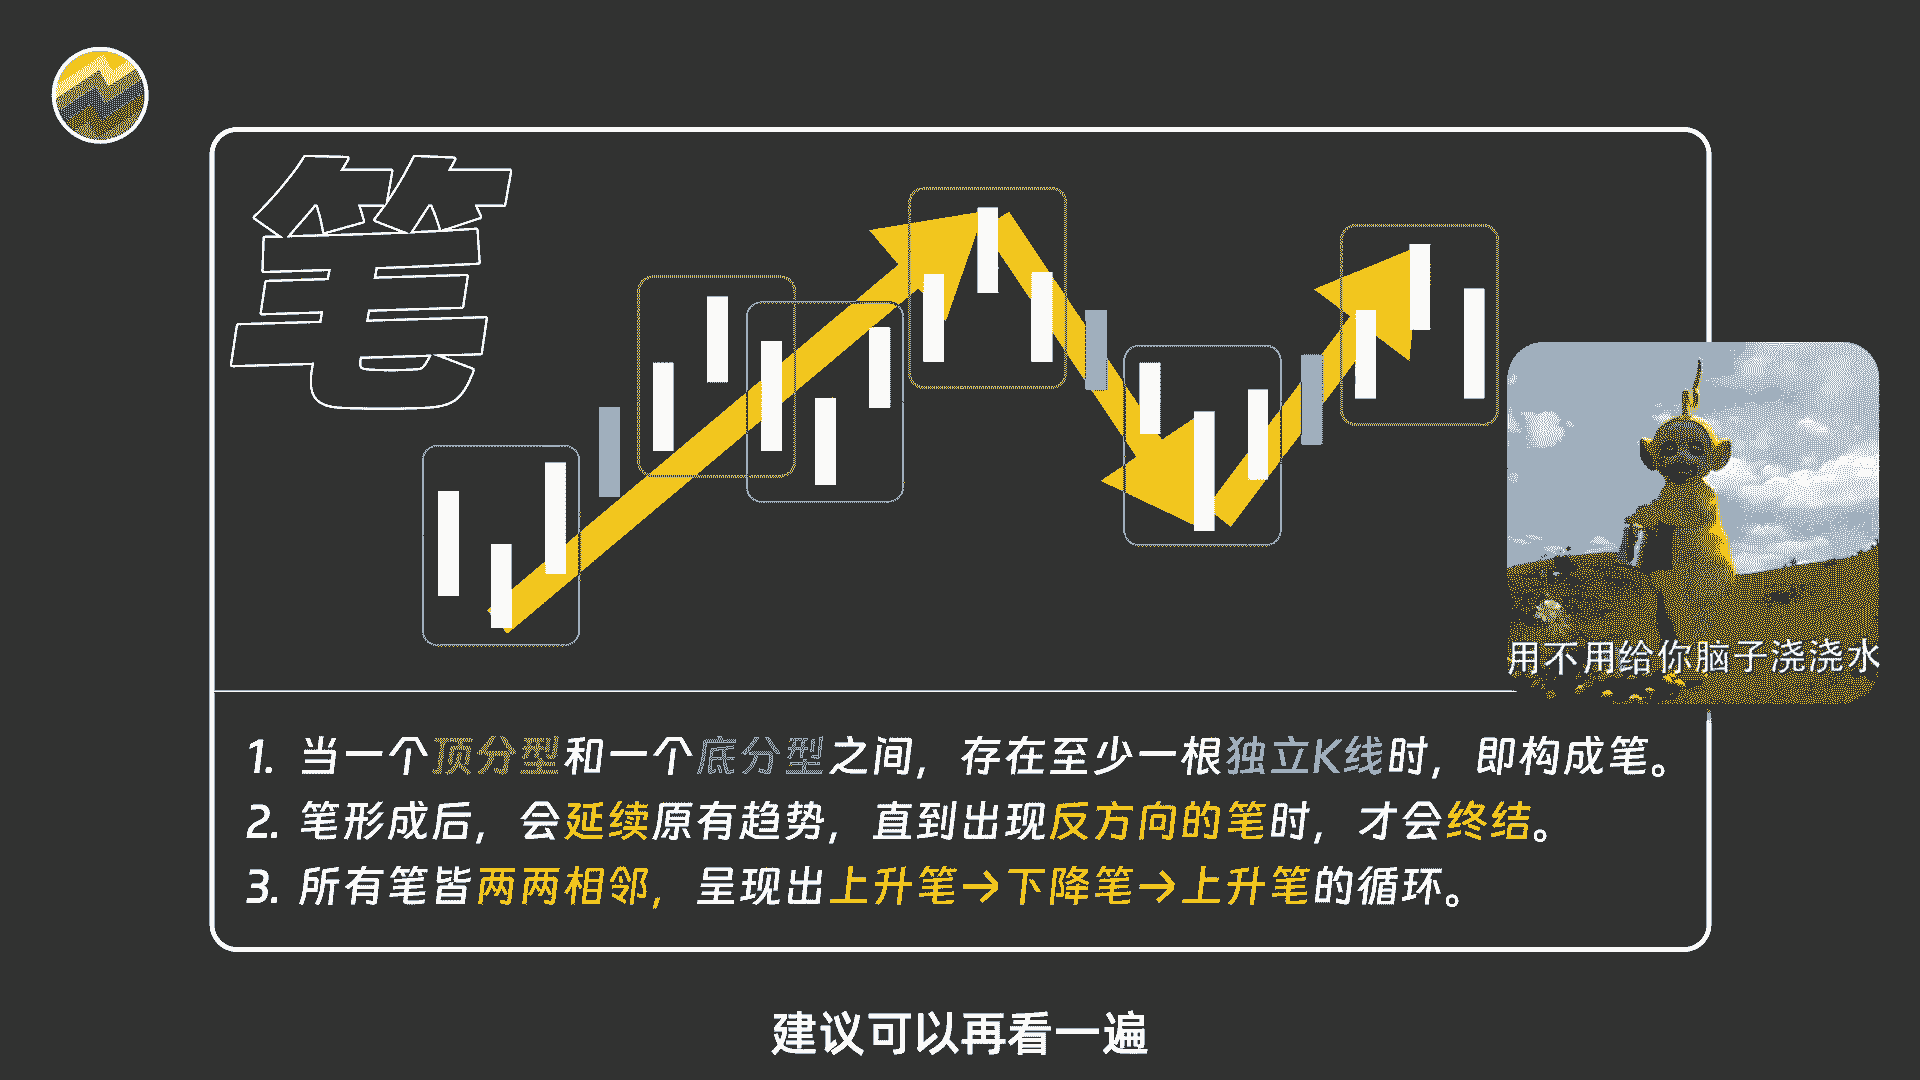 笔
用不用给你脑子浇浇水
1. 当一个顶分型和一个底分型之间，存在至少一根独立K线时，即构成笔。
2. 笔形成后，会延续原有趋势，直到出现反方向的笔时，才会终结。
3. 所有笔皆两两相邻，呈现出上升笔→下降笔→上升笔的循环。
建议可以再看一遍